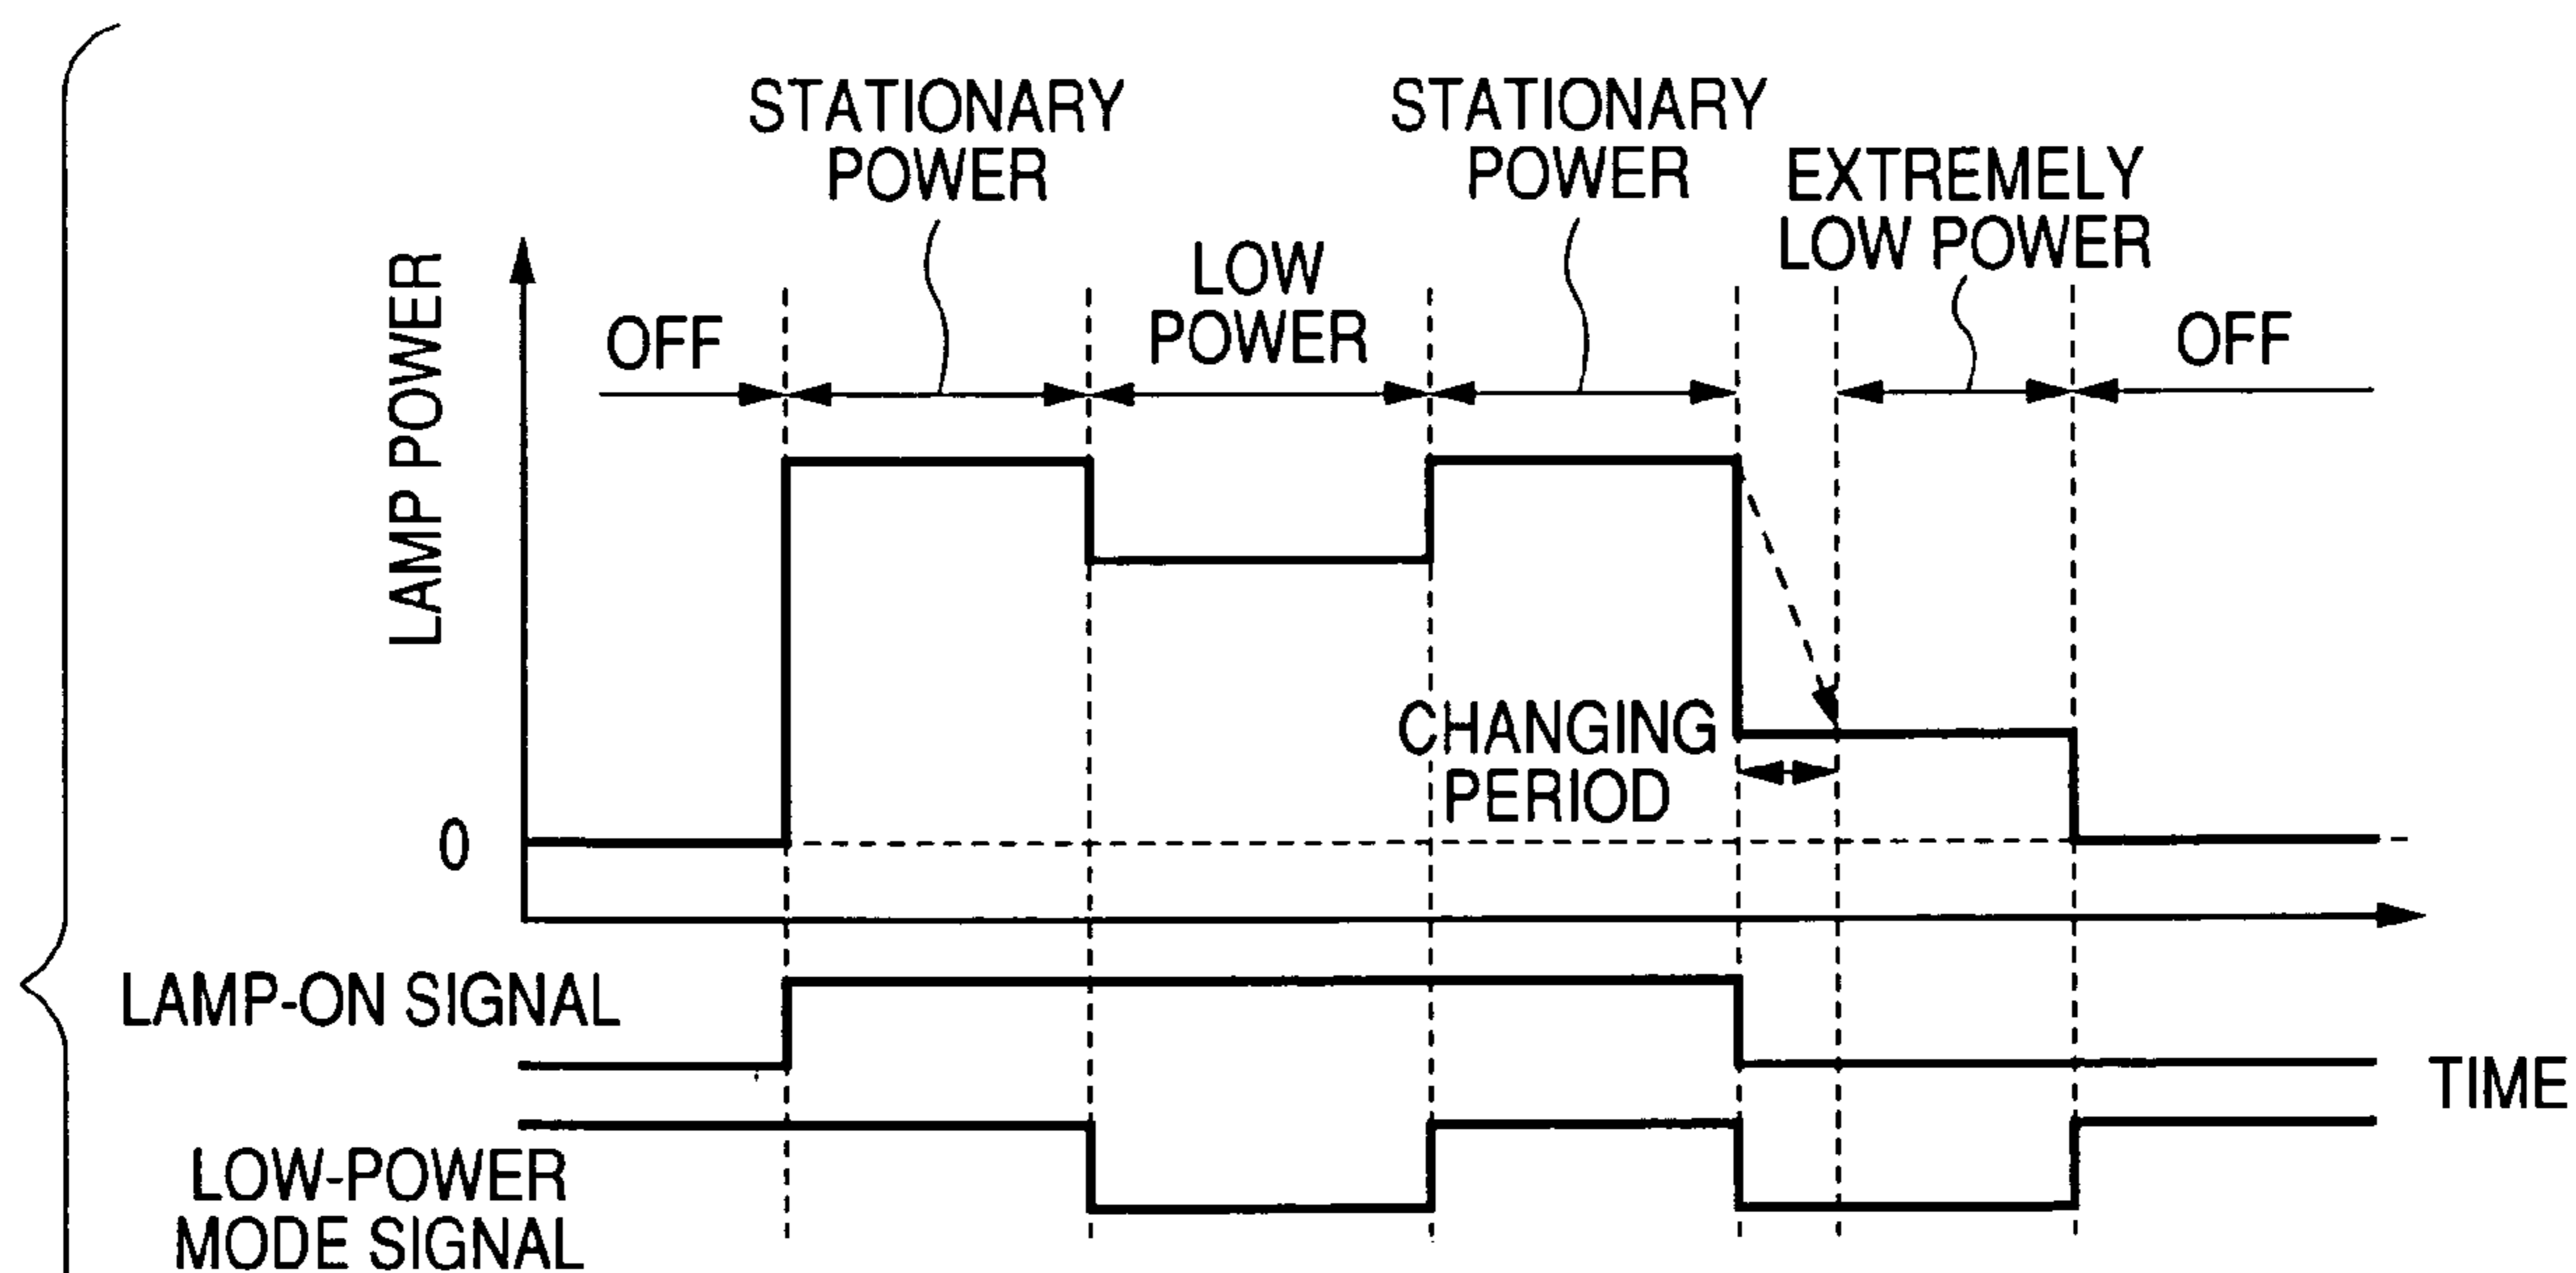 STATIONARY
POWER
STATIONARY
POWER
EXTREMELY
LOW POWER
LOW
POWER
OFF
OFF
LAMP POWER
CHANGING
PERIOD
0
LAMP-ON SIGNAL
TIME
LOW-POWER
MODE SIGNAL